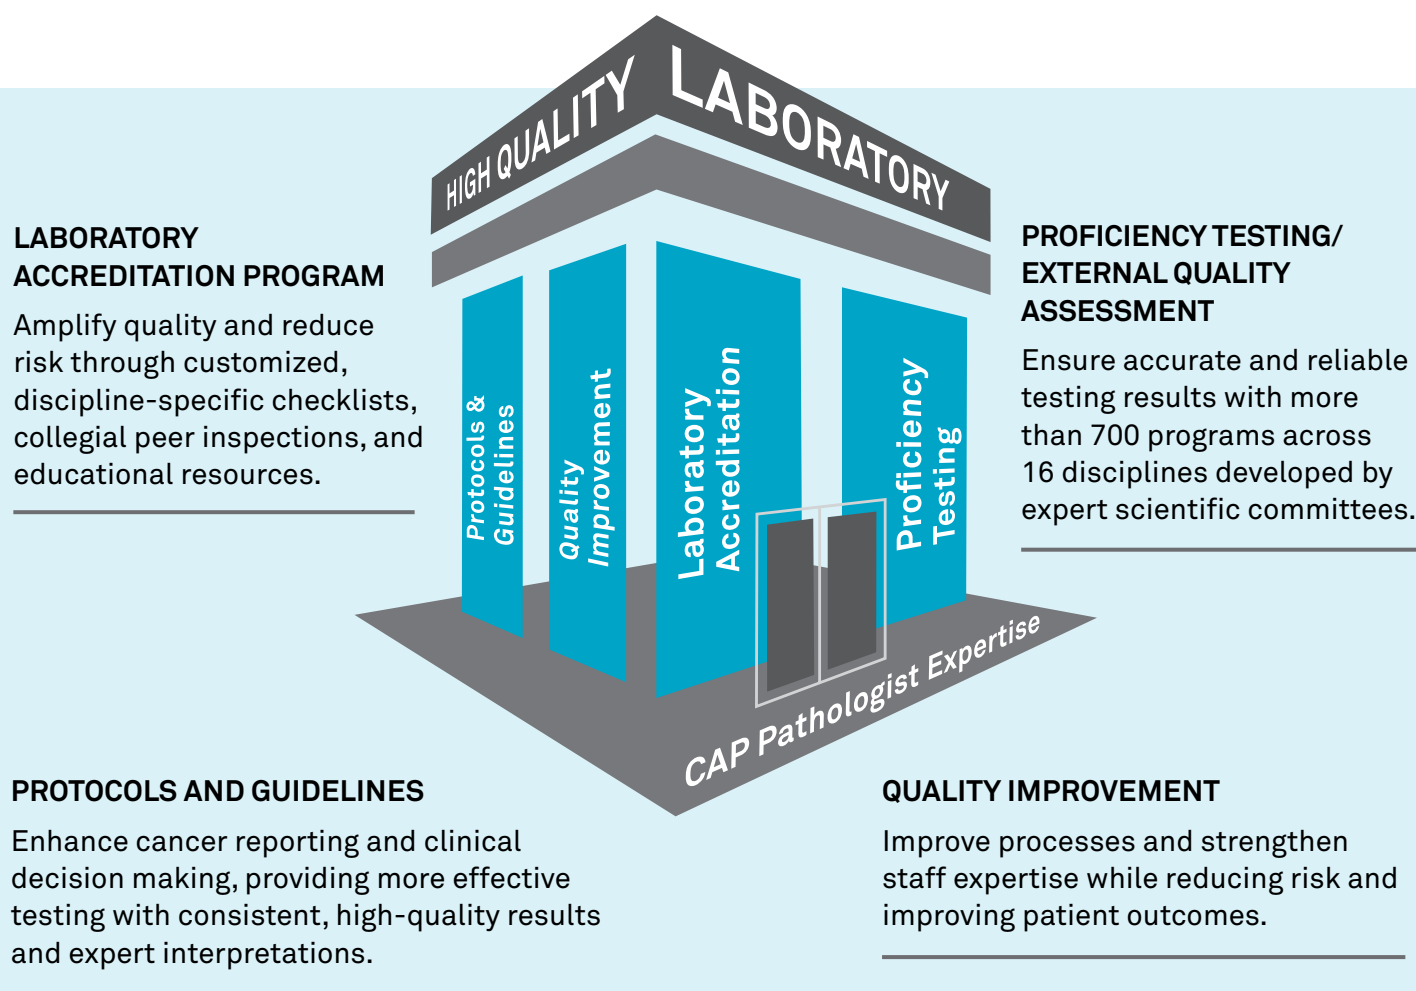 HIGH QUALITY LABORATORY
LABORATORY
ACCREDITATION PROGRAM
Amplify quality and reduce
risk through customized,
discipline-specific checklists,
collegial peer inspections, and
educational resources.
Protocols &
Guidelines
Quality
Improvement
Laboratory
Accreditation
Proficiency
Testing
CAP Pathologist Expertise
PROFICIENCY TESTING/
EXTERNAL QUALITY
ASSESSMENT
Ensure accurate and reliable
testing results with more
than 700 programs across
16 disciplines developed by
expert scientific committees.
PROTOCOLS AND GUIDELINES
Enhance cancer reporting and clinical
decision making, providing more effective
testing with consistent, high-quality results
and expert interpretations.
QUALITY IMPROVEMENT
Improve processes and strengthen
staff expertise while reducing risk and
improving patient outcomes.